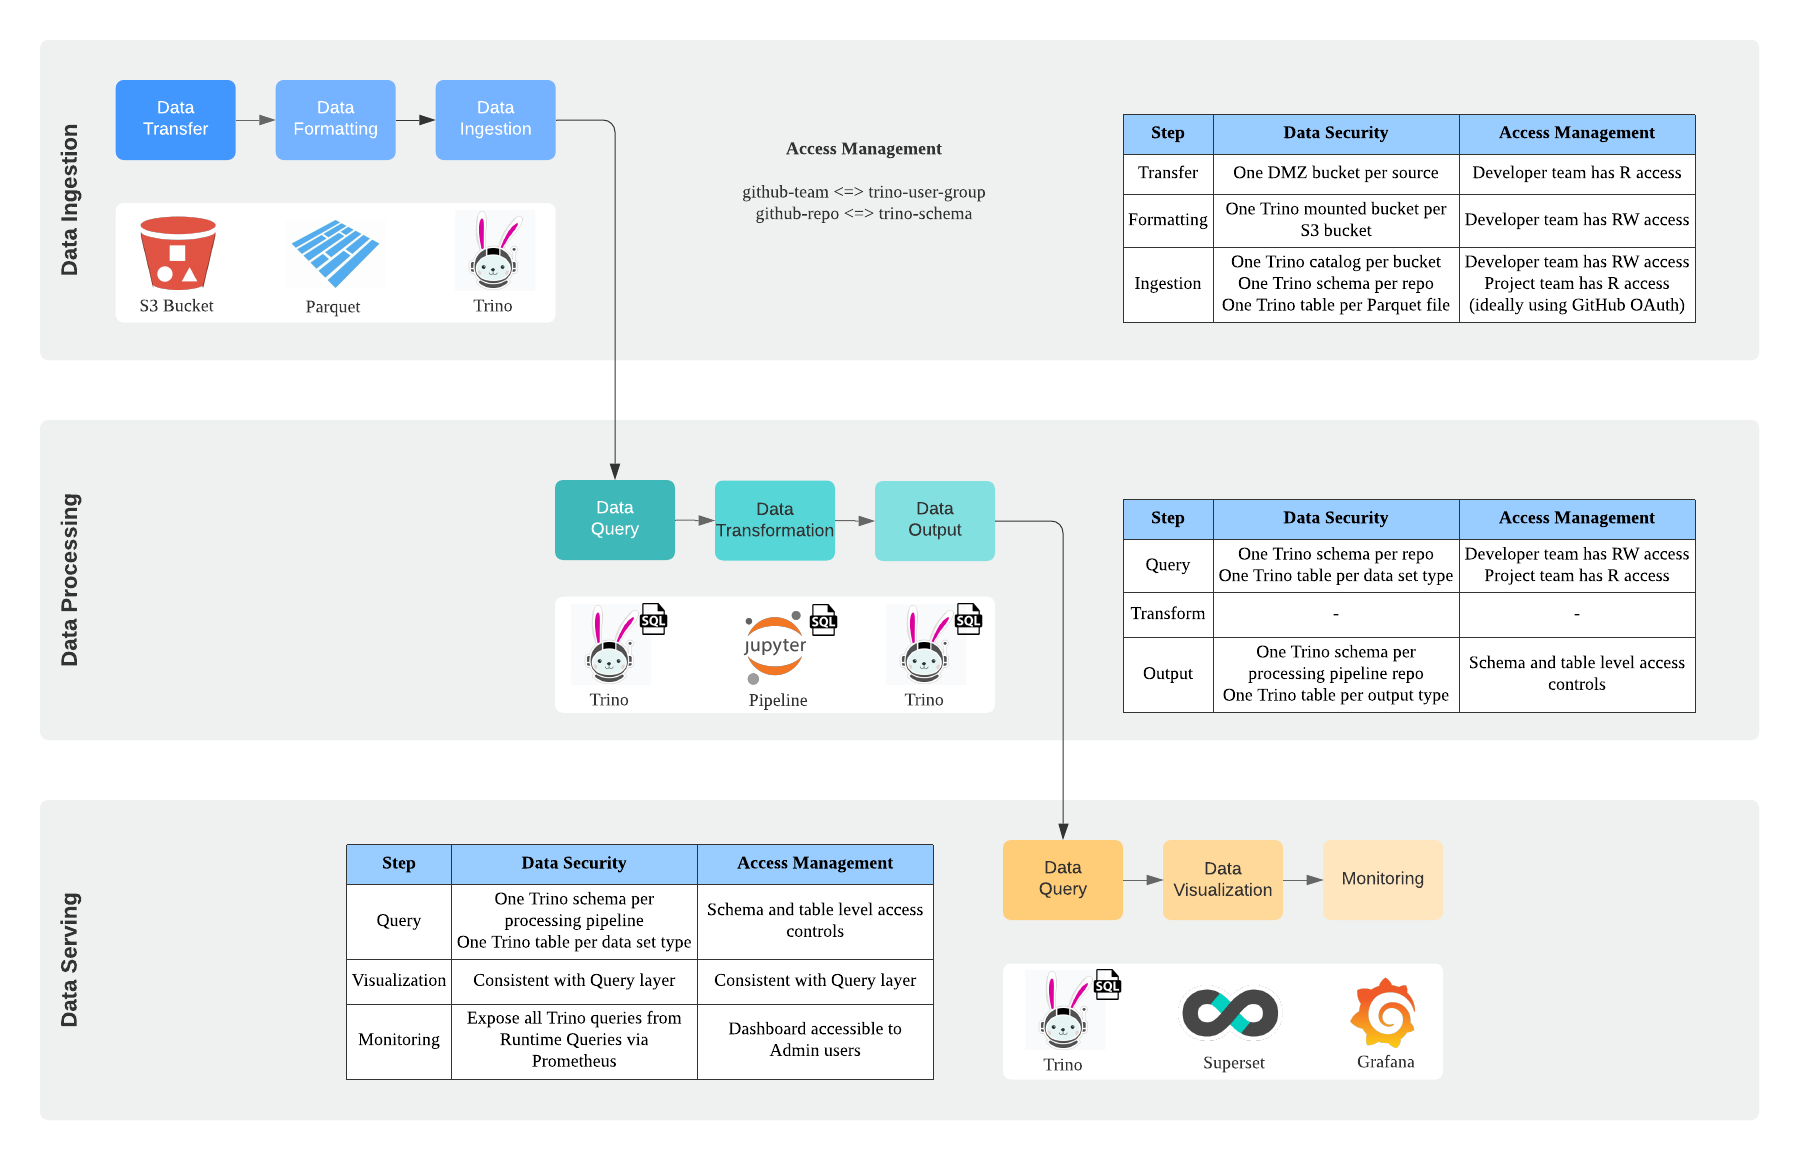 Data Ingestion
Data
Transfer
Data
Formatting
Data
Ingestion
S3 Bucket
Parquet
Trino
Access Management
github-team <=> trino-user-group
github-repo <=> trino-schema
Step
Data Security
Access Management
Transfer
One DMZ bucket per source
Developer team has R access
Formatting
One Trino mounted bucket per
S3 bucket
Developer team has RW access
Ingestion
One Trino catalog per bucket
One Trino schema per repo
One Trino table per Parquet file
Developer team has RW access
Project team has R access
(ideally using GitHub OAuth)
Data Processing
Data
Query
Data
Transformation
Data
Output
SQL
Trino
jupyter
SQL
Pipeline
SQL
Trino
Step
Data Security
Access Management
Query
One Trino schema per repo
One Trino table per data set type
Developer team has RW access
Project team has R access
Transform
-
-
Output
One Trino schema per
processing pipeline repo
One Trino table per output type
Schema and table level access
controls
Data Serving
Step
Data Security
Access Management
Query
One Trino schema per
processing pipeline
One Trino table per data set type
Schema and table level access
controls
Visualization
Consistent with Query layer
Consistent with Query layer
Monitoring
Expose all Trino queries from
Runtime Queries via
Prometheus
Dashboard accessible to
Admin users
Data
Query
Data
Visualization
Monitoring
SQL
Trino
Superset
Grafana